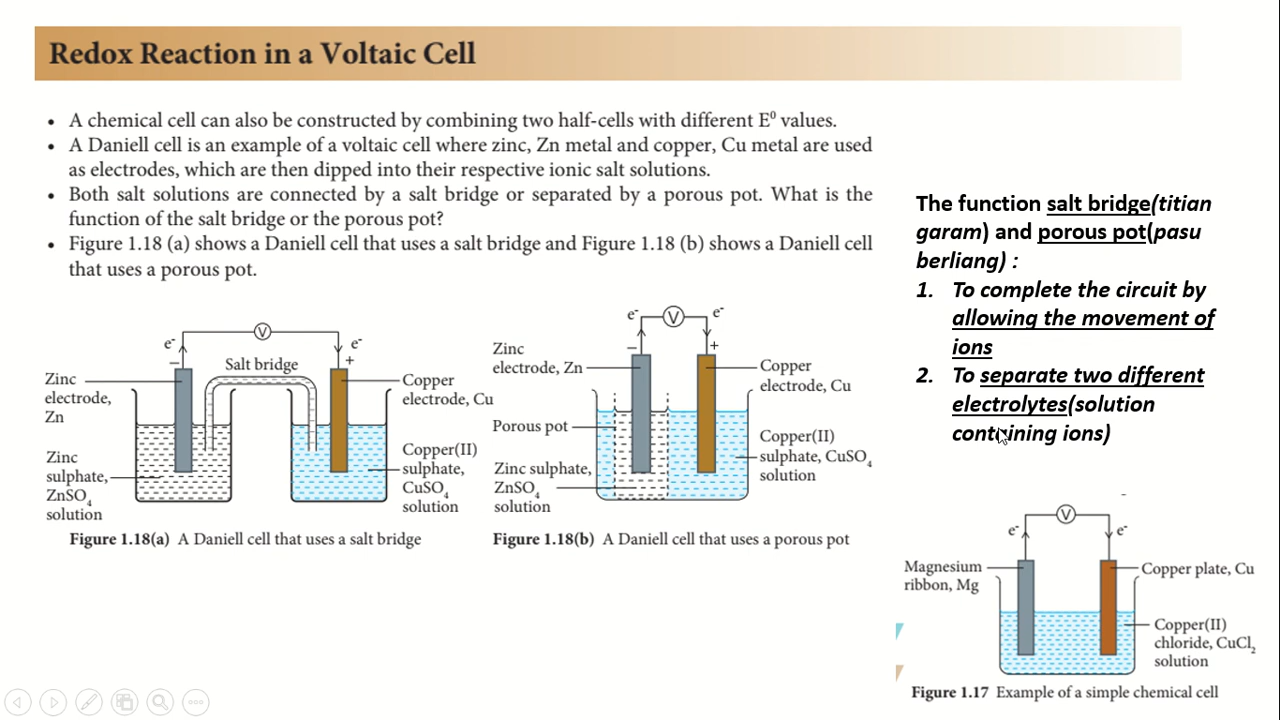 Redox Reaction in a Voltaic Cell
• A chemical cell can also be constructed by combining two half-cells with different E⁰ values.
• A Daniell cell is an example of a voltaic cell where zinc, Zn metal and copper, Cu metal are used
as electrodes, which are then dipped into their respective ionic salt solutions.
• Both salt solutions are connected by a salt bridge or separated by a porous pot. What is the
function of the salt bridge or the porous pot?
• Figure 1.18 (a) shows a Daniell cell that uses a salt bridge and Figure 1.18 (b) shows a Daniell cell
that uses a porous pot.
V
e⁻
e⁻
−
+
Salt bridge
Zinc
electrode,
Zn
Copper
electrode, Cu
Zinc
sulphate,
ZnSO₄
solution
Copper(II)
sulphate,
CuSO₄
solution
Figure 1.18(a) A Daniell cell that uses a salt bridge
V
e⁻
e⁻
−
+
Zinc
electrode, Zn
Copper
electrode, Cu
Porous pot
Zinc sulphate,
ZnSO₄
solution
Copper(II)
sulphate, CuSO₄
solution
Figure 1.18(b) A Daniell cell that uses a porous pot
The function salt bridge(titian
garam) and porous pot(pasu
berliang) :
1. To complete the circuit by
allowing the movement of
ions
2. To separate two different
electrolytes(solution
containing ions)
V
e⁻
e⁻
Magnesium
ribbon, Mg
Copper plate, Cu
Copper(II)
chloride, CuCl₂
solution
Figure 1.17 Example of a simple chemical cell